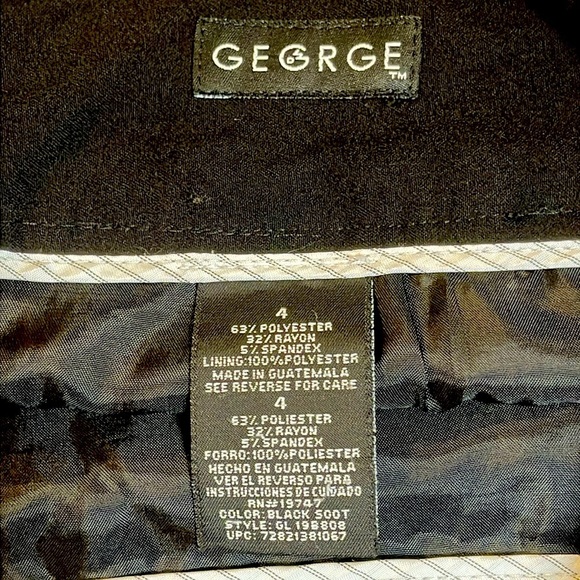 GEORGE
TM
4
63% POLYESTER
32% RAYON
5% SPANDEX
LINING:100%POLYESTER
MADE IN GUATEMALA
SEE REVERSE FOR CARE
4
63% POLIESTER
32% RAYON
5% SPANDEX
FORRO:100%POLIESTER
HECHO EN GUATEMALA
VER EL REVERSO PARA
INSTRUCCIONES DE CUIDADO
RN#19747
COLOR: BLACK SOOT
STYLE: GL 198808
UPC: 72821381067